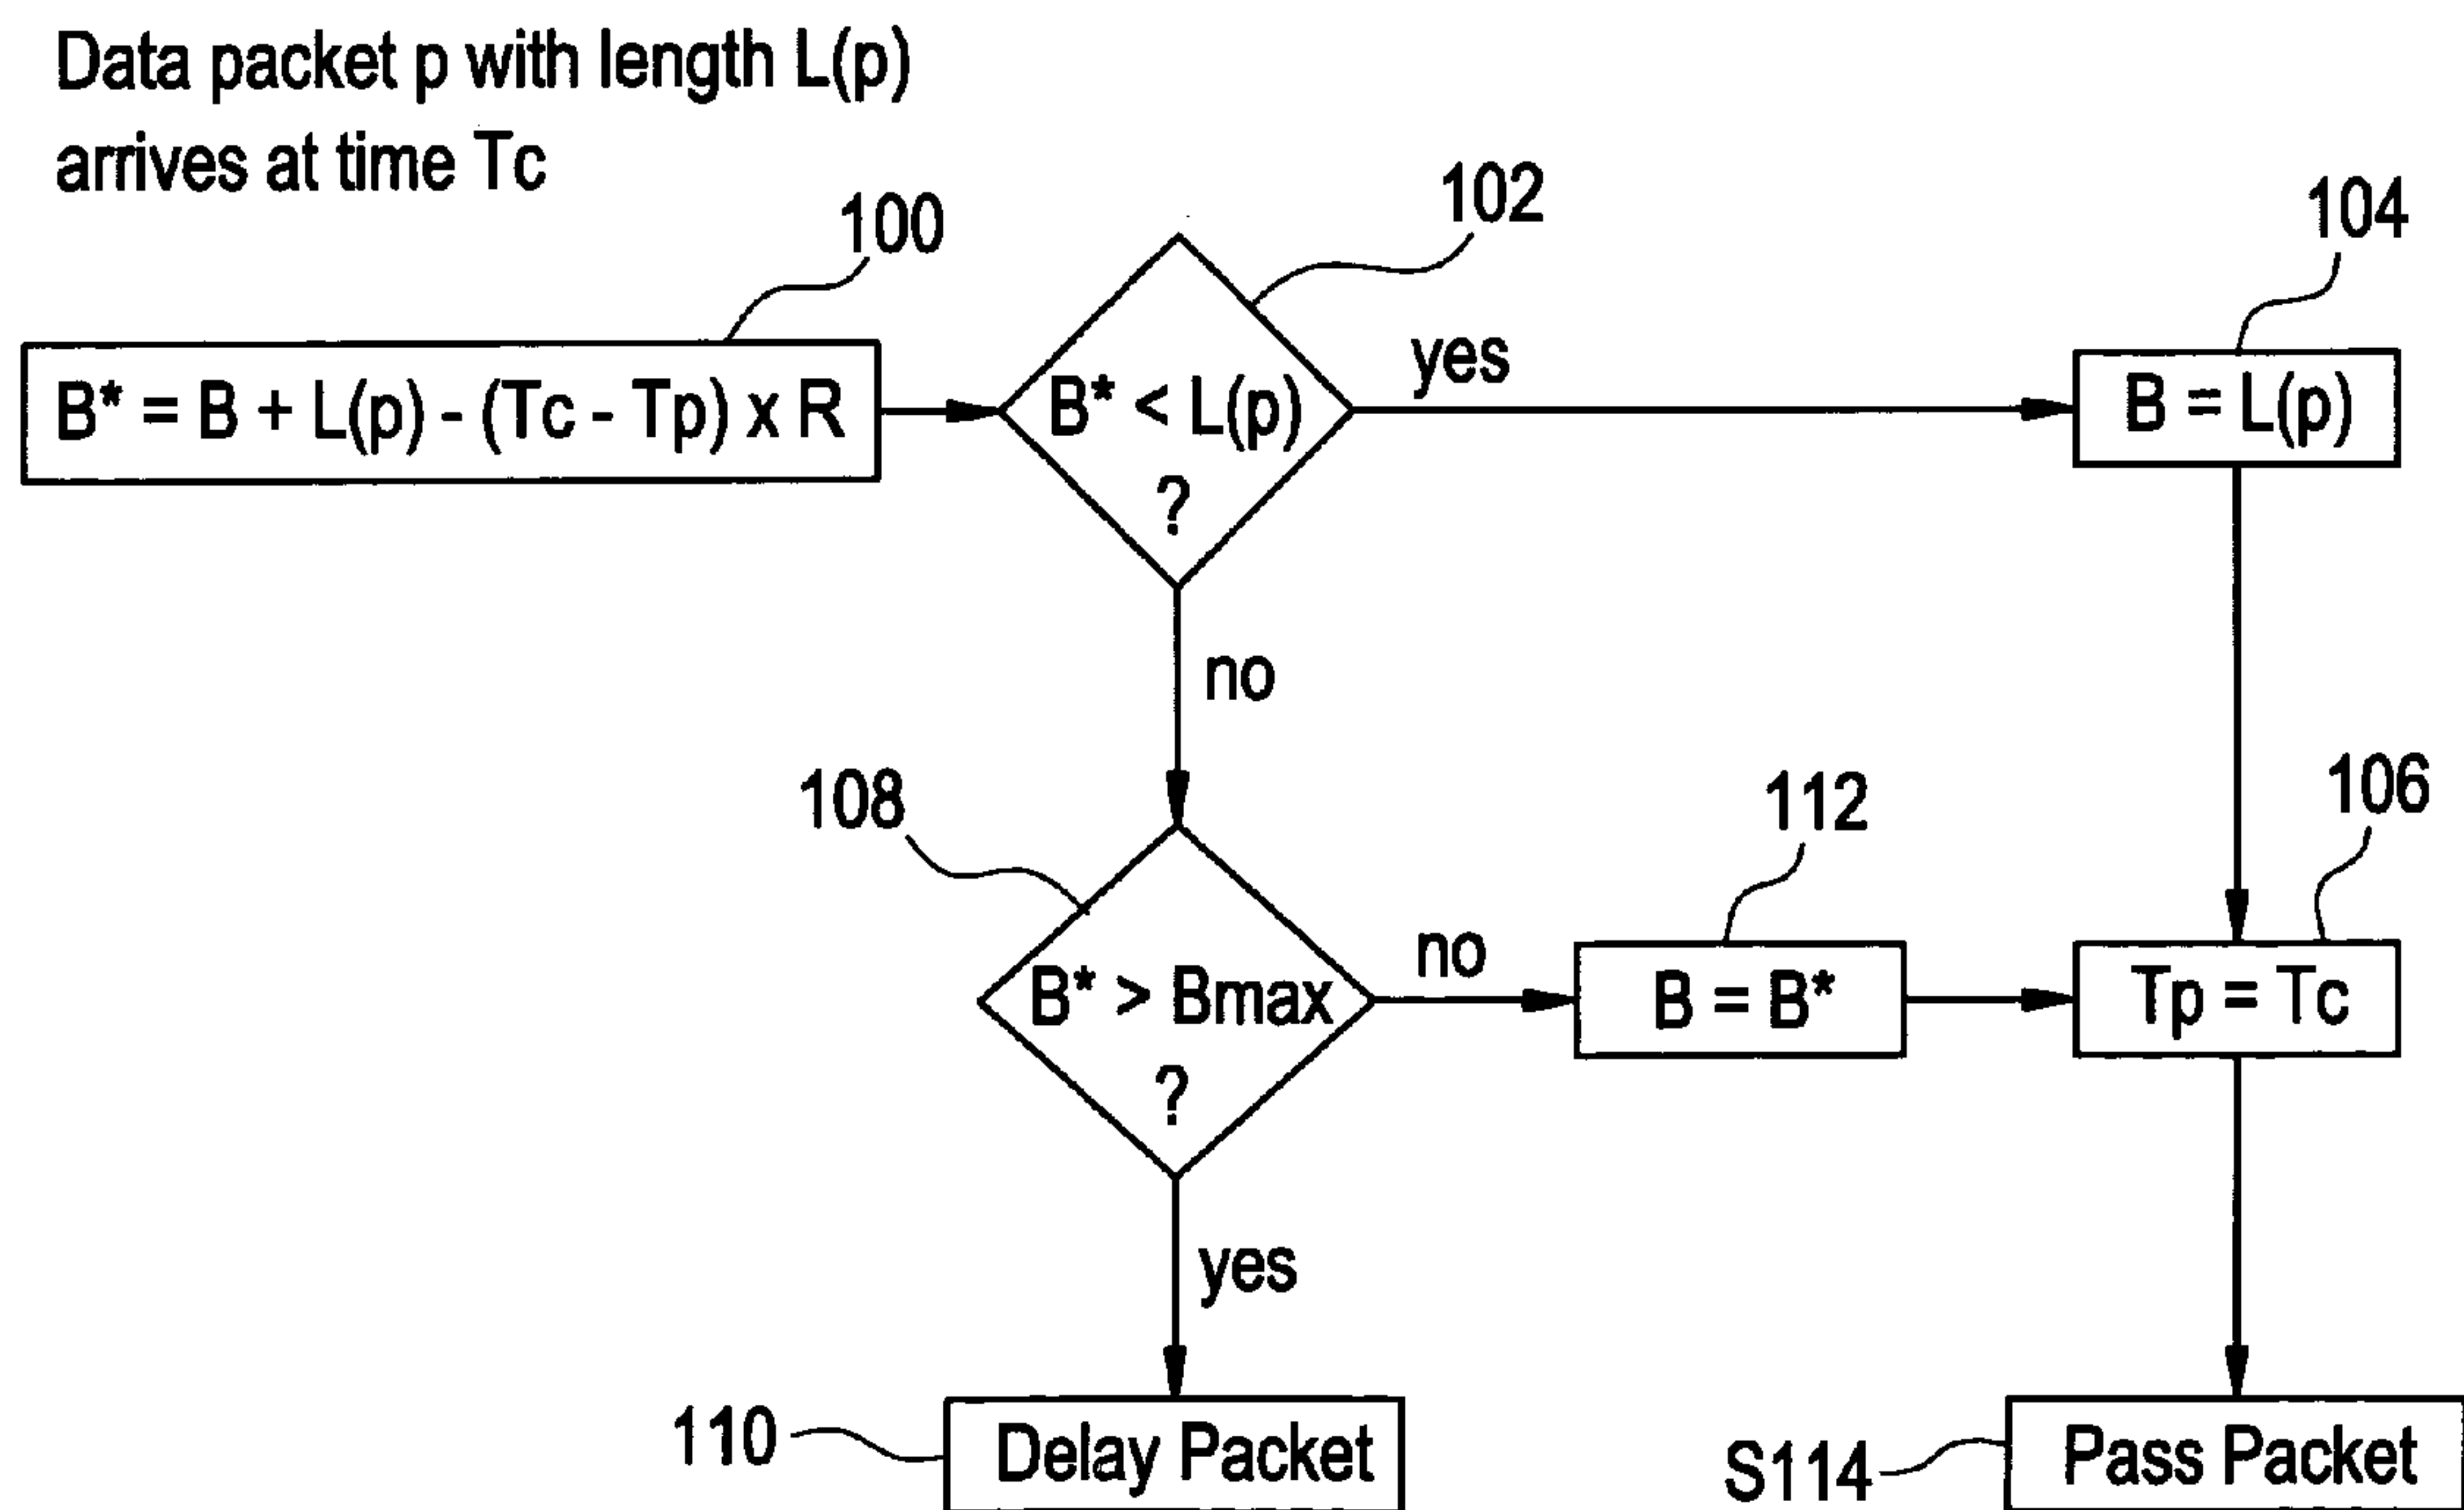 Data packet p with length L(p)
arrives at time Tc
100
102
104
B* = B + L(p) - (Tc - Tp) x R
B* < L(p)
?
yes
B = L(p)
no
108
112
106
B* > Bmax
?
no
B = B*
Tp = Tc
yes
110
Delay Packet
S114
Pass Packet